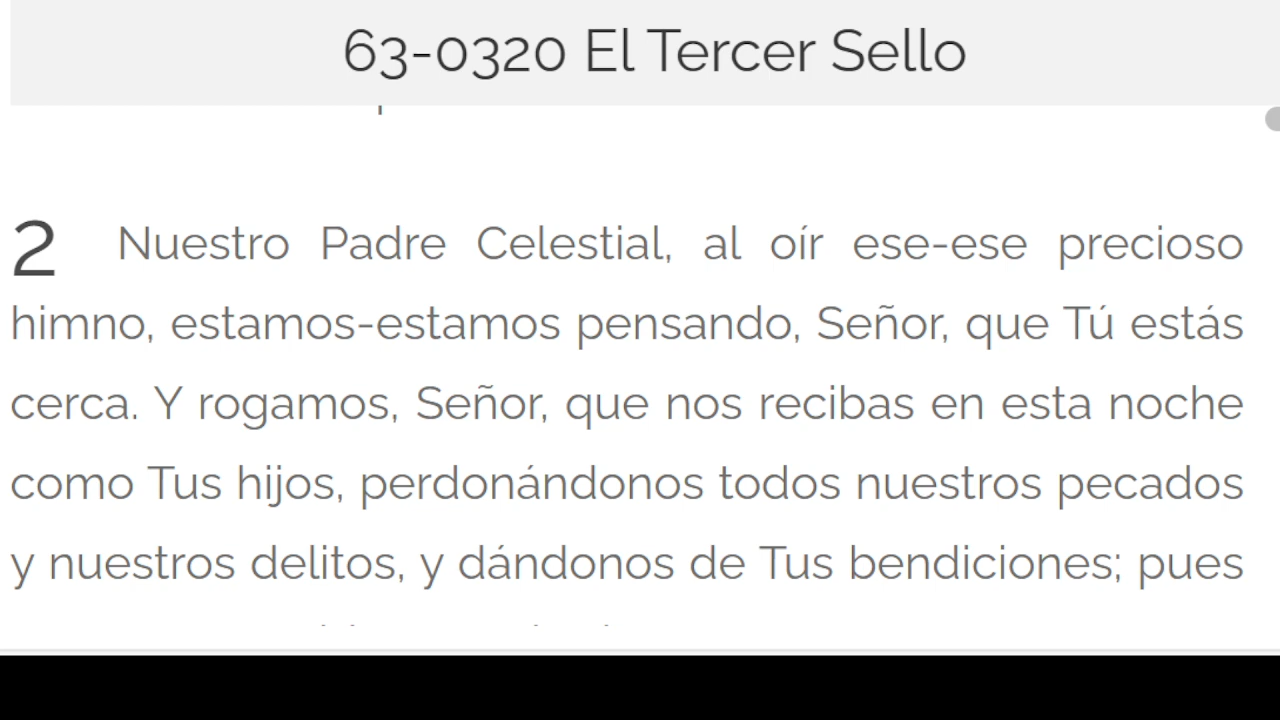 63-0320 El Tercer Sello
2 Nuestro Padre Celestial, al oír ese-ese precioso
himno, estamos-estamos pensando, Señor, que Tú estás
cerca. Y rogamos, Señor, que nos recibas en esta noche
como Tus hijos, perdonándonos todos nuestros pecados
y nuestros delitos, y dándonos de Tus bendiciones; pues